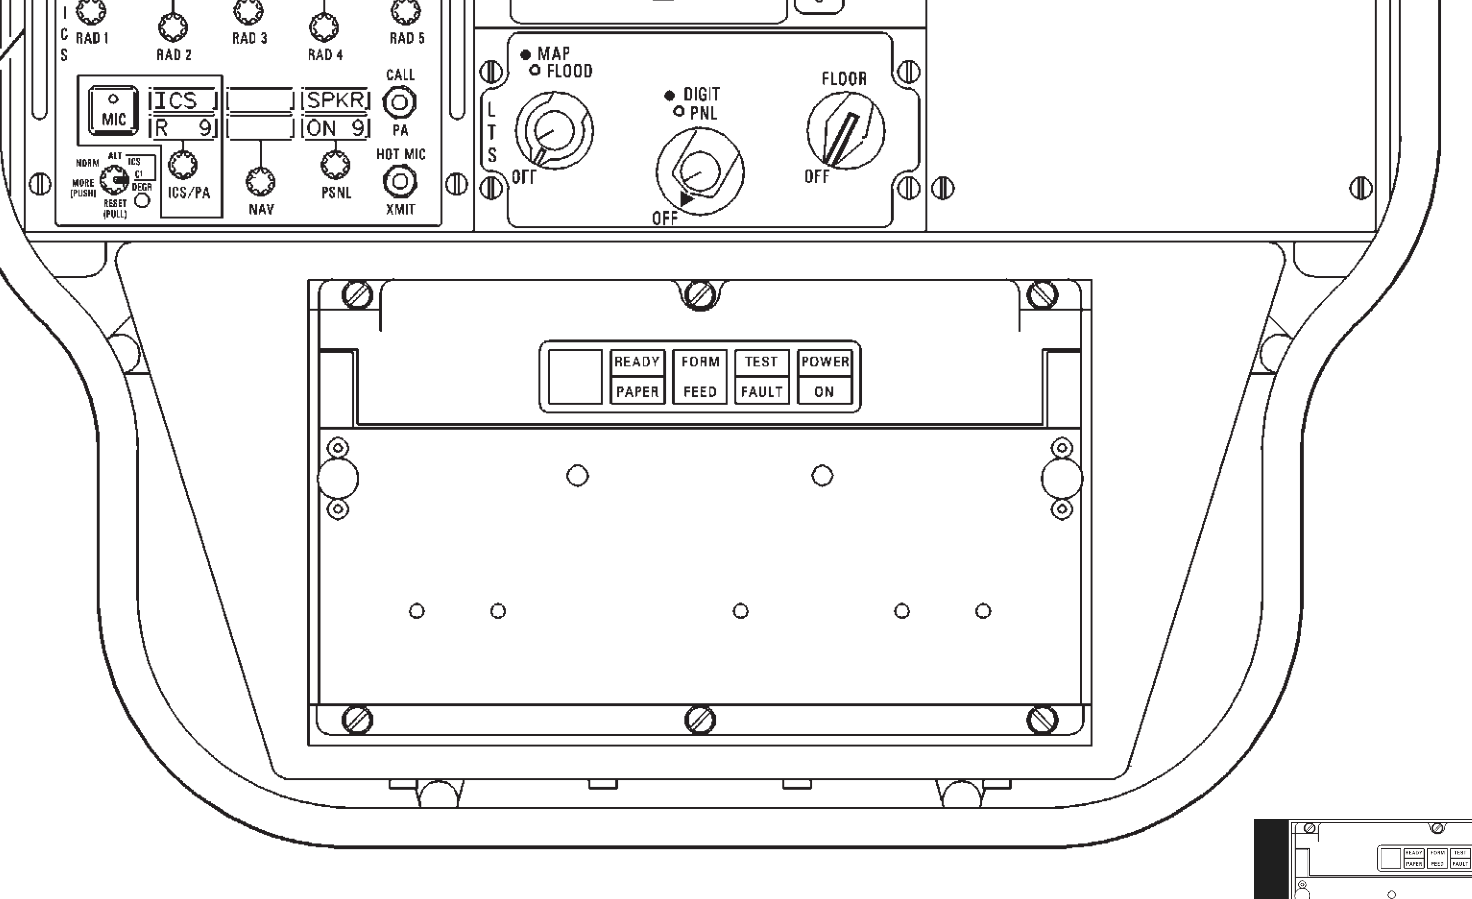 I
C
S
RAD 1
RAD 2
RAD 3
RAD 4
RAD 5
MIC
ICS
R 9
SPKR
ON 9
CALL
PA
HOT MIC
XMIT
NORM
ALT
ICS
C1
DEGR
MORE
(PUSH)
RESET
(PULL)
ICS/PA
NAV
PSNL
MAP
FLOOD
L
T
S
OFF
DIGIT
PNL
OFF
FLOOR
OFF
READY
PAPER
FORM
FEED
TEST
FAULT
POWER
ON
READY
PAPER
FORM
FEED
TEST
FAULT